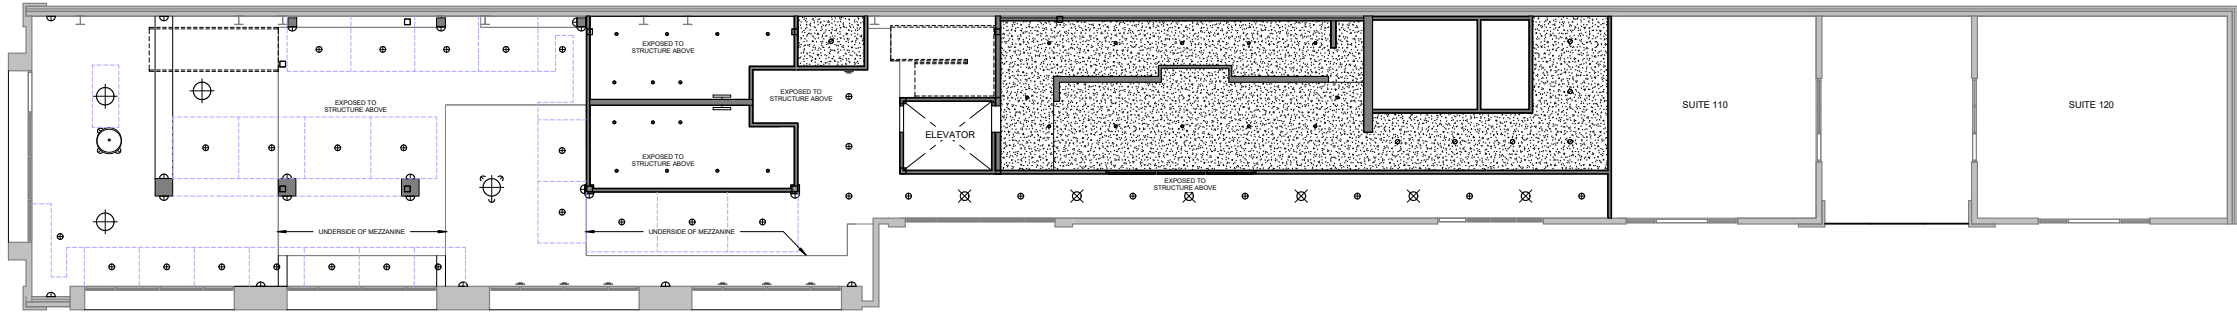 EXPOSED TO
STRUCTURE ABOVE
EXPOSED TO
STRUCTURE ABOVE
EXPOSED TO
STRUCTURE ABOVE
SUITE 110
SUITE 120
ELEVATOR
EXPOSED TO
STRUCTURE ABOVE
EXPOSED TO
STRUCTURE ABOVE
UNDERSIDE OF MEZZANINE
UNDERSIDE OF MEZZANINE